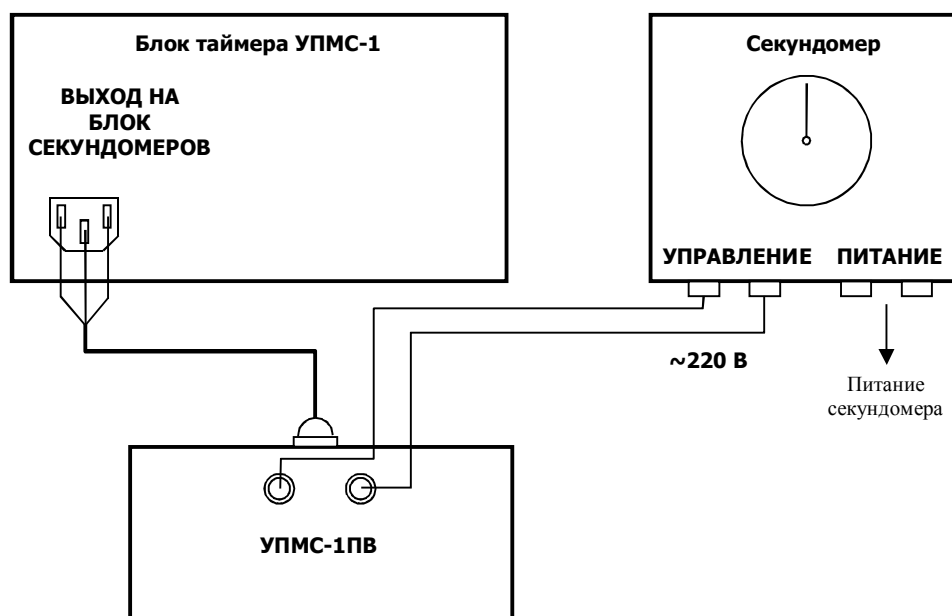 Блок таймера УПМС-1
ВЫХОД НА
БЛОК
СЕКУНДОМЕРОВ
Секундомер
УПРАВЛЕНИЕ ПИТАНИЕ
~220 В
Питание
секундомера
УПМС-1ПВ